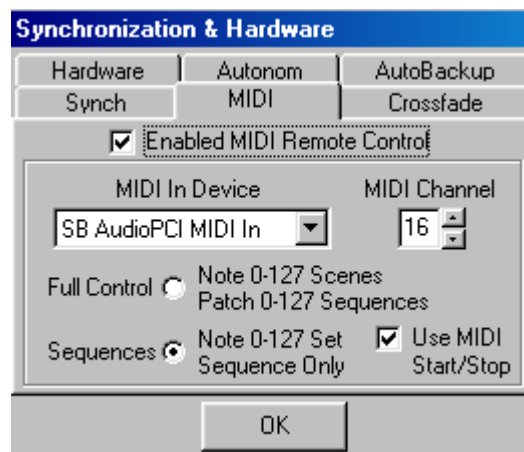 Synchronization & Hardware
Hardware Autonom AutoBackup
Synch MIDI Crossfade
Enabled MIDI Remote Control
MIDI In Device MIDI Channel
SB AudioPCI MIDI In 16
Full Control Note 0-127 Scenes
Patch 0-127 Sequences
Sequences Note 0-127 Set Use MIDI
Sequence Only Start/Stop
OK